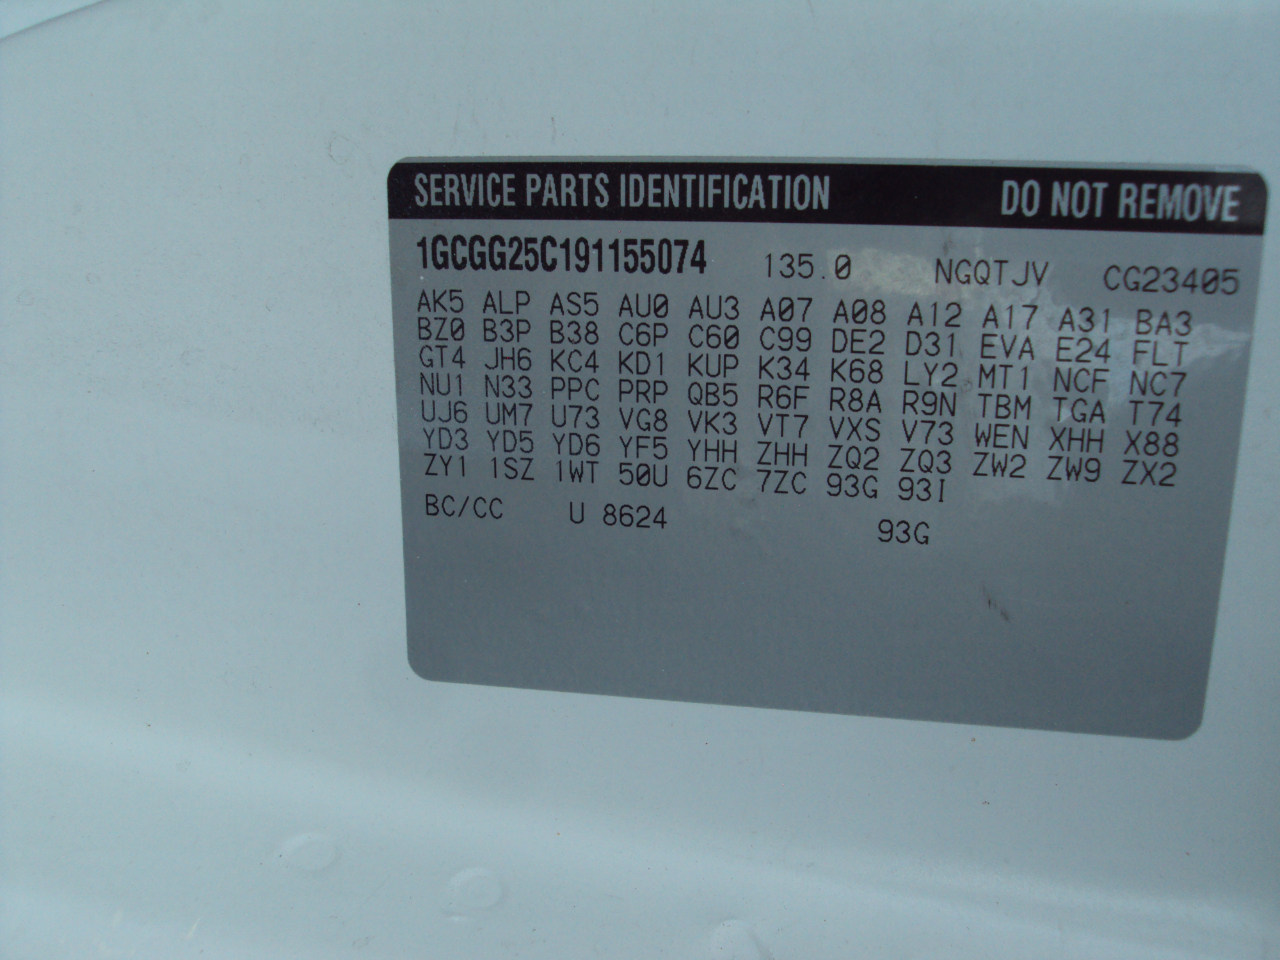 SERVICE PARTS IDENTIFICATION DO NOT REMOVE
1GCGG25C191155074 135.0 NGQTJV CG23405
AK5 ALP AS5 AU0 AU3 A07 A08 A12 A17 A31 BA3
BZ0 B3P B38 C6P C60 C99 DE2 D31 EVA E24 FLT
GT4 JH6 KC4 KD1 KUP K34 K68 LY2 MT1 NCF NC7
NU1 N33 PPC PRP QB5 R6F R8A R9N TBM TGA T74
UJ6 UM7 U73 VG8 VK3 VT7 VXS V73 WEN XHH X88
YD3 YD5 YD6 YF5 YHH ZHH ZQ2 ZQ3 ZW2 ZW9 ZX2
ZY1 1SZ 1WT 50U 6ZC 7ZC 93G 93I
BC/CC U 8624 93G